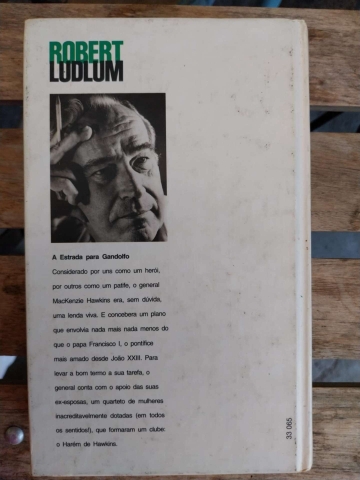 ROBERT
LUDLUM
A Estrada para Gandolfo
Considerado por uns como um herói,
por outros como um patife, o general
MacKenzie Hawkins era, sem dúvida,
uma lenda viva. E concebera um plano
que envolvia nada mais nada menos do
que o papa Francisco I, o pontífice
mais amado desde João XXIII. Para
levar a bom termo a sua tarefa, o
general conta com o apoio das suas
ex-esposas, um quarteto de mulheres
inacreditavelmente dotadas (em todos
os sentidos!), que formaram um clube:
o Harém de Hawkins.
33 065